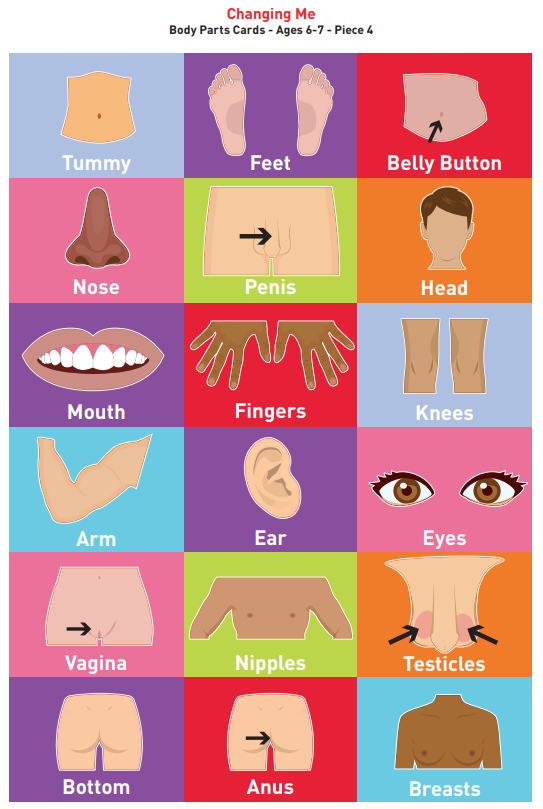 Changing Me
Body Parts Cards - Ages 6-7 - Piece 4
Tummy
Feet
Belly Button
Nose
Penis
Head
Mouth
Fingers
Knees
Arm
Ear
Eyes
Vagina
Nipples
Testicles
Bottom
Anus
Breasts